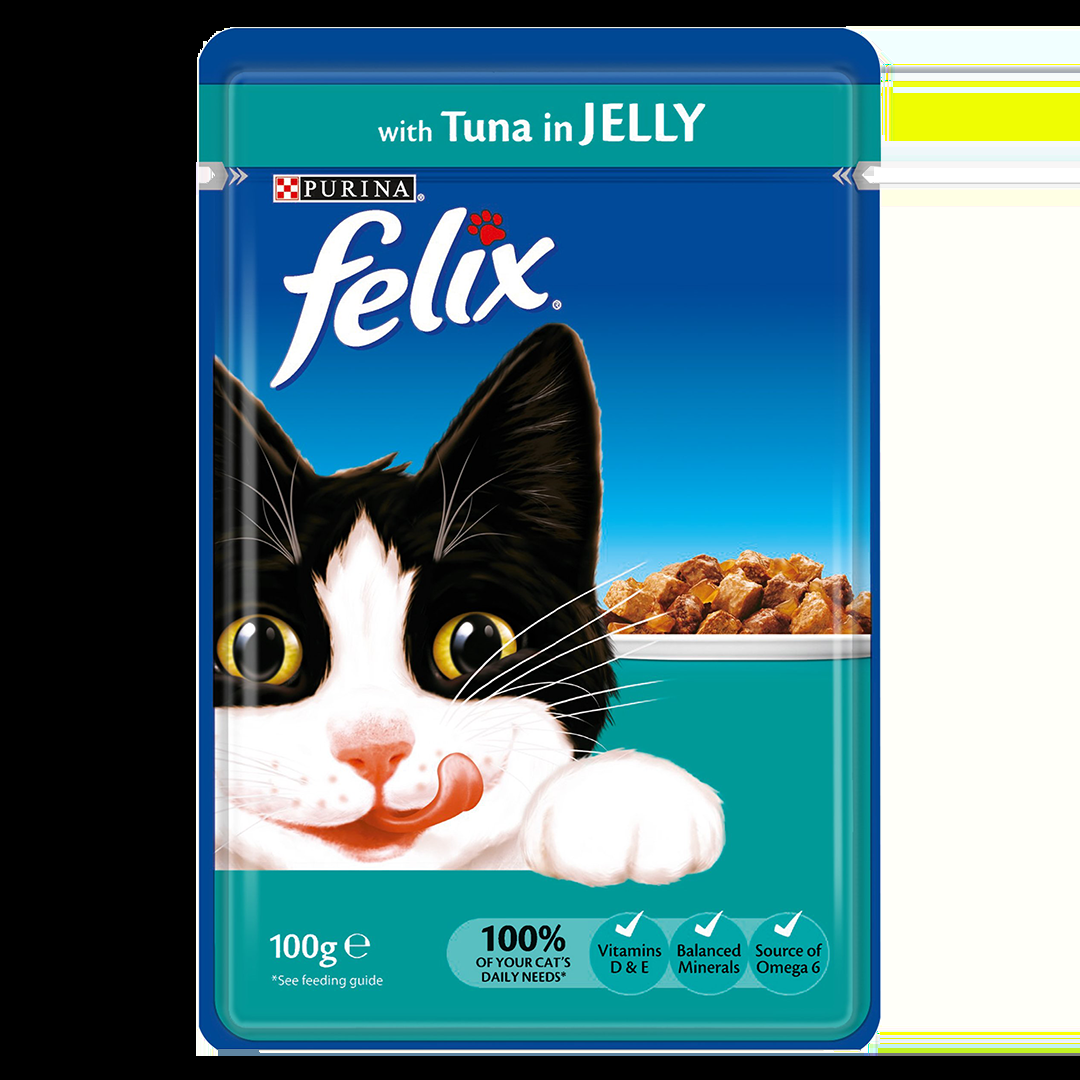 with Tuna in JELLY
PURINA®
felix®
100g ℮
*See feeding guide
100%
OF YOUR CAT'S
DAILY NEEDS*
Vitamins
D & E
Balanced
Minerals
Source of
Omega 6